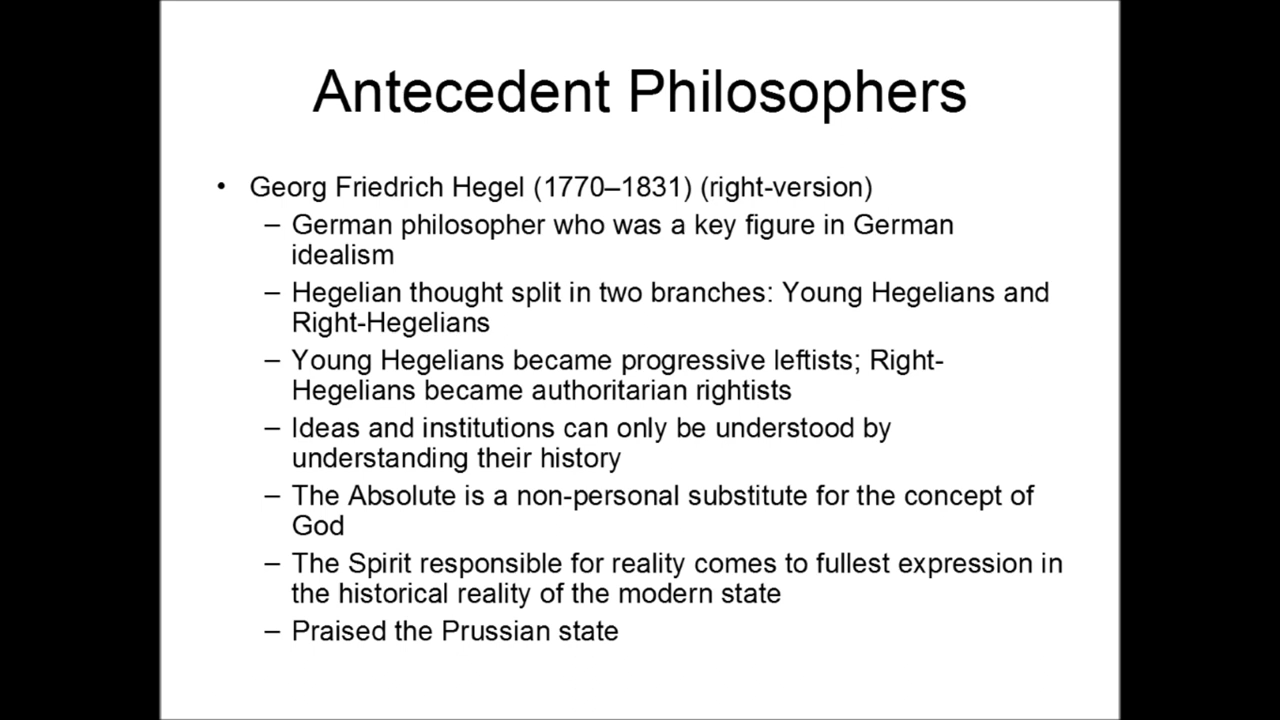 Antecedent Philosophers
• Georg Friedrich Hegel (1770–1831) (right-version)
– German philosopher who was a key figure in German
idealism
– Hegelian thought split in two branches: Young Hegelians and
Right-Hegelians
– Young Hegelians became progressive leftists; Right-
Hegelians became authoritarian rightists
– Ideas and institutions can only be understood by
understanding their history
– The Absolute is a non-personal substitute for the concept of
God
– The Spirit responsible for reality comes to fullest expression in
the historical reality of the modern state
– Praised the Prussian state